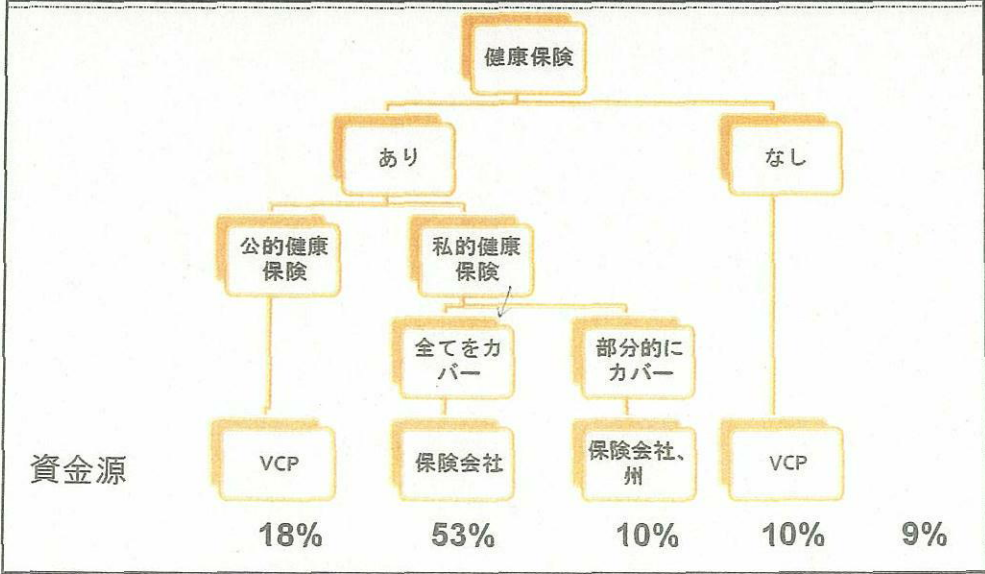 健康保険
あり
なし
公的健康
保険
私的健康
保険
全てをカ
バー
部分的に
カバー
資金源
VCP
保険会社
保険会社、
州
VCP
18%
53%
10%
10%
9%